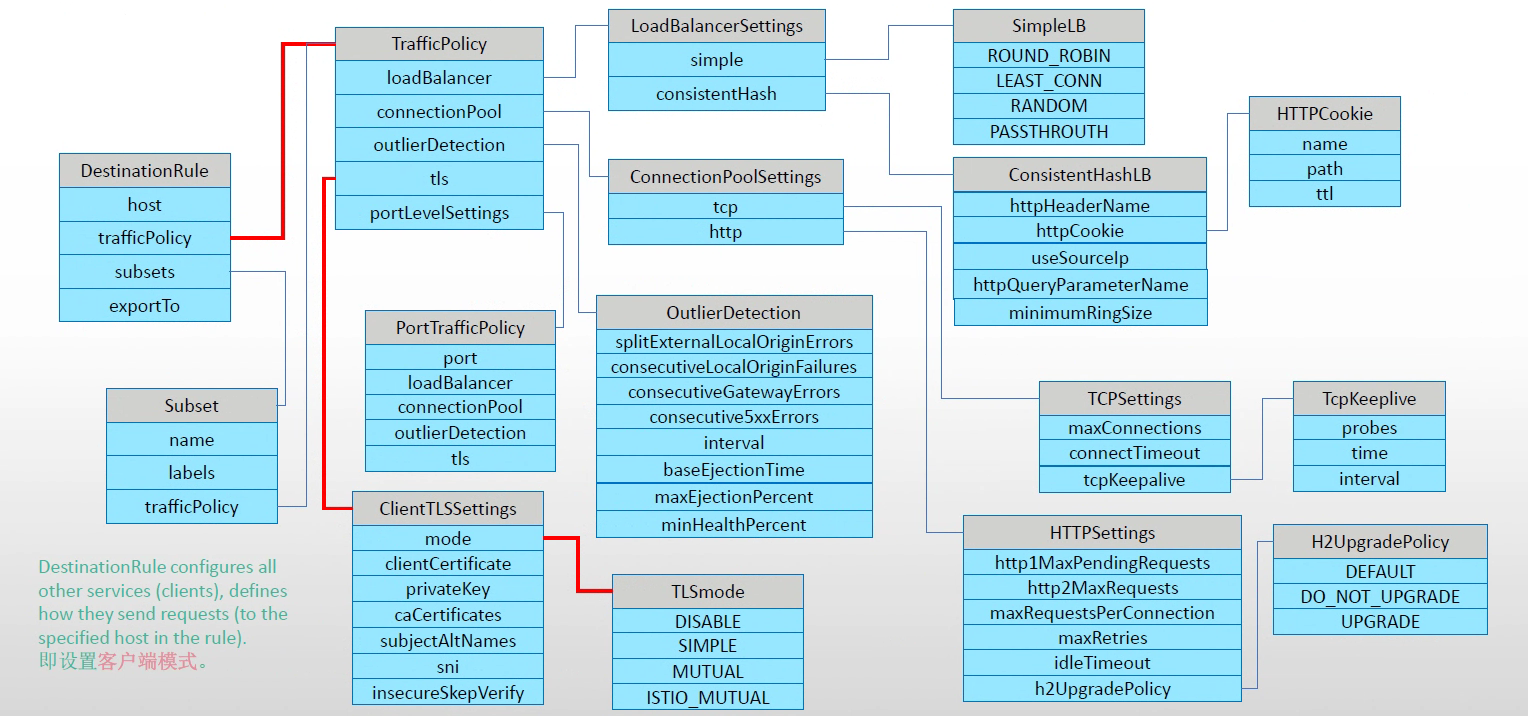 DestinationRule
host
trafficPolicy
subsets
exportTo
Subset
name
labels
trafficPolicy
DestinationRule configures all
other services (clients), defines
how they send requests (to the
specified host in the rule).
即设置客户端模式。
TrafficPolicy
loadBalancer
connectionPool
outlierDetection
tls
portLevelSettings
PortTrafficPolicy
port
loadBalancer
connectionPool
outlierDetection
tls
ClientTLSSettings
mode
clientCertificate
privateKey
caCertificates
subjectAltNames
sni
insecureSkepVerify
LoadBalancerSettings
simple
consistentHash
ConnectionPoolSettings
tcp
http
OutlierDetection
splitExternalLocalOriginErrors
consecutiveLocalOriginFailures
consecutiveGatewayErrors
consecutive5xxErrors
interval
baseEjectionTime
maxEjectionPercent
minHealthPercent
TLSmode
DISABLE
SIMPLE
MUTUAL
ISTIO_MUTUAL
SimpleLB
ROUND_ROBIN
LEAST_CONN
RANDOM
PASSTHROUTH
ConsistentHashLB
httpHeaderName
httpCookie
useSourceIp
httpQueryParameterName
minimumRingSize
HTTPCookie
name
path
ttl
TCPSettings
maxConnections
connectTimeout
tcpKeepalive
TcpKeeplive
probes
time
interval
HTTPSettings
http1MaxPendingRequests
http2MaxRequests
maxRequestsPerConnection
maxRetries
idleTimeout
h2UpgradePolicy
H2UpgradePolicy
DEFAULT
DO_NOT_UPGRADE
UPGRADE